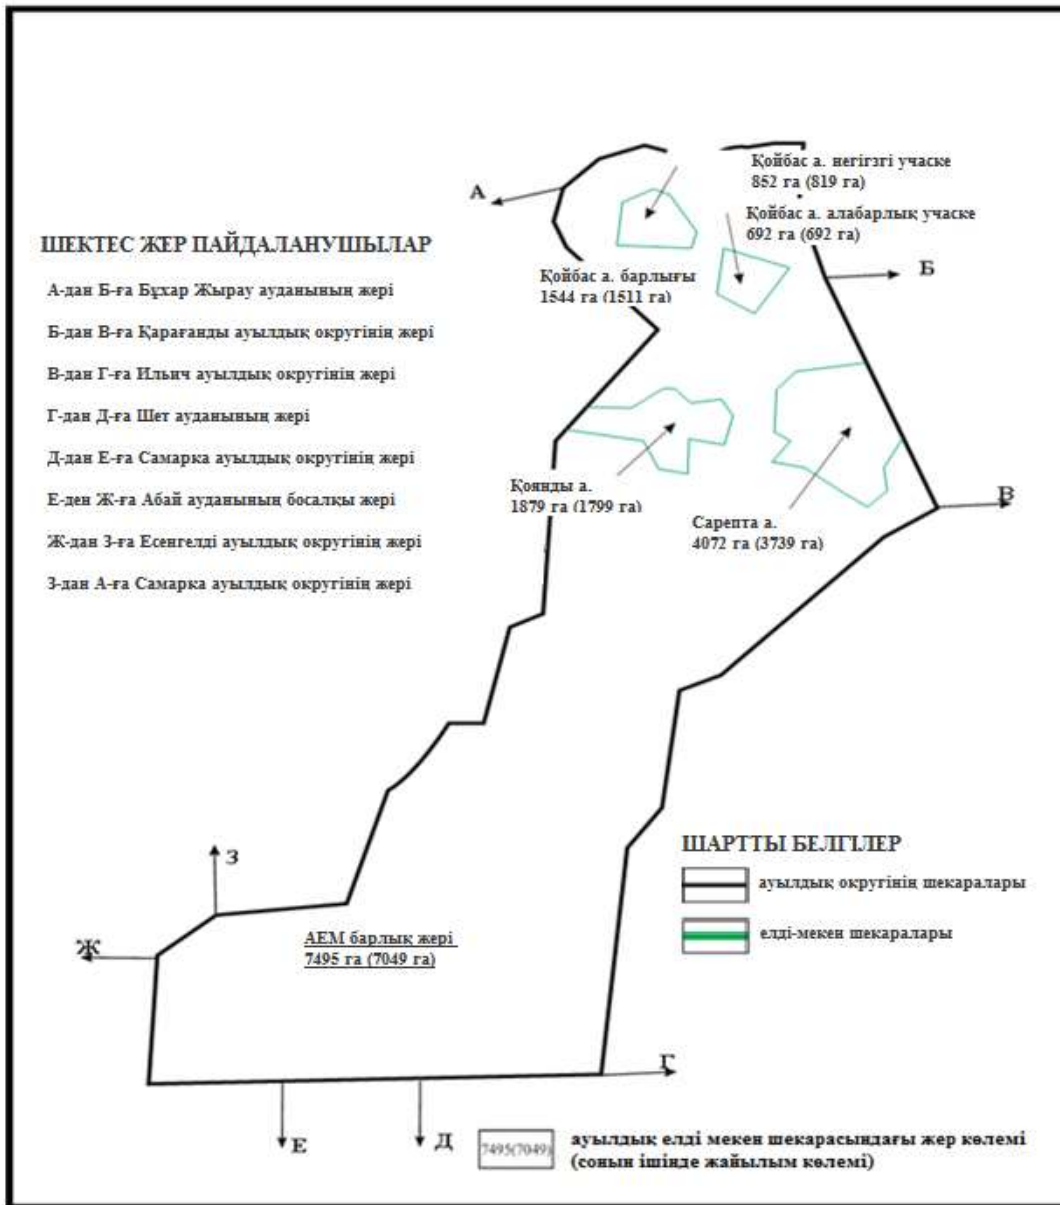 Қойбас а. негізгі учаске
852 га (819 га)
А
Қойбас а. алабарлық учаске
692 га (692 га)
ШЕКТЕС ЖЕР ПАЙДАЛАНУШЫЛАР
Қойбас а. барлығы
1544 га (1511 га)
Б
А-дан Б-ға Бұхар Жырау ауданының жері
Б-дан В-ға Қарағанды ауылдық округінің жері
В-дан Г-ға Ильич ауылдық округінің жері
Г-дан Д-ға Шет ауданының жері
Д-дан Е-ға Самарка ауылдық округінің жері
Е-ден Ж-ға Абай ауданының босалқы жері
Ж-дан З-ға Есенгелді ауылдық округінің жері
З-дан А-ға Самарка ауылдық округінің жері
Қоянды а.
1879 га (1799 га)
В
Сарепта а.
4072 га (3739 га)
ШАРТТЫ БЕЛГІЛЕР
ауылдық округінің шекаралары
елді-мекен шекаралары
З
Ж
АЕМ барлық жері
7495 га (7049 га)
Г
Е
Д
7495(7049)
ауылдық елді мекен шекарасындағы жер көлемі
(сонын ішінде жайылым көлемі)